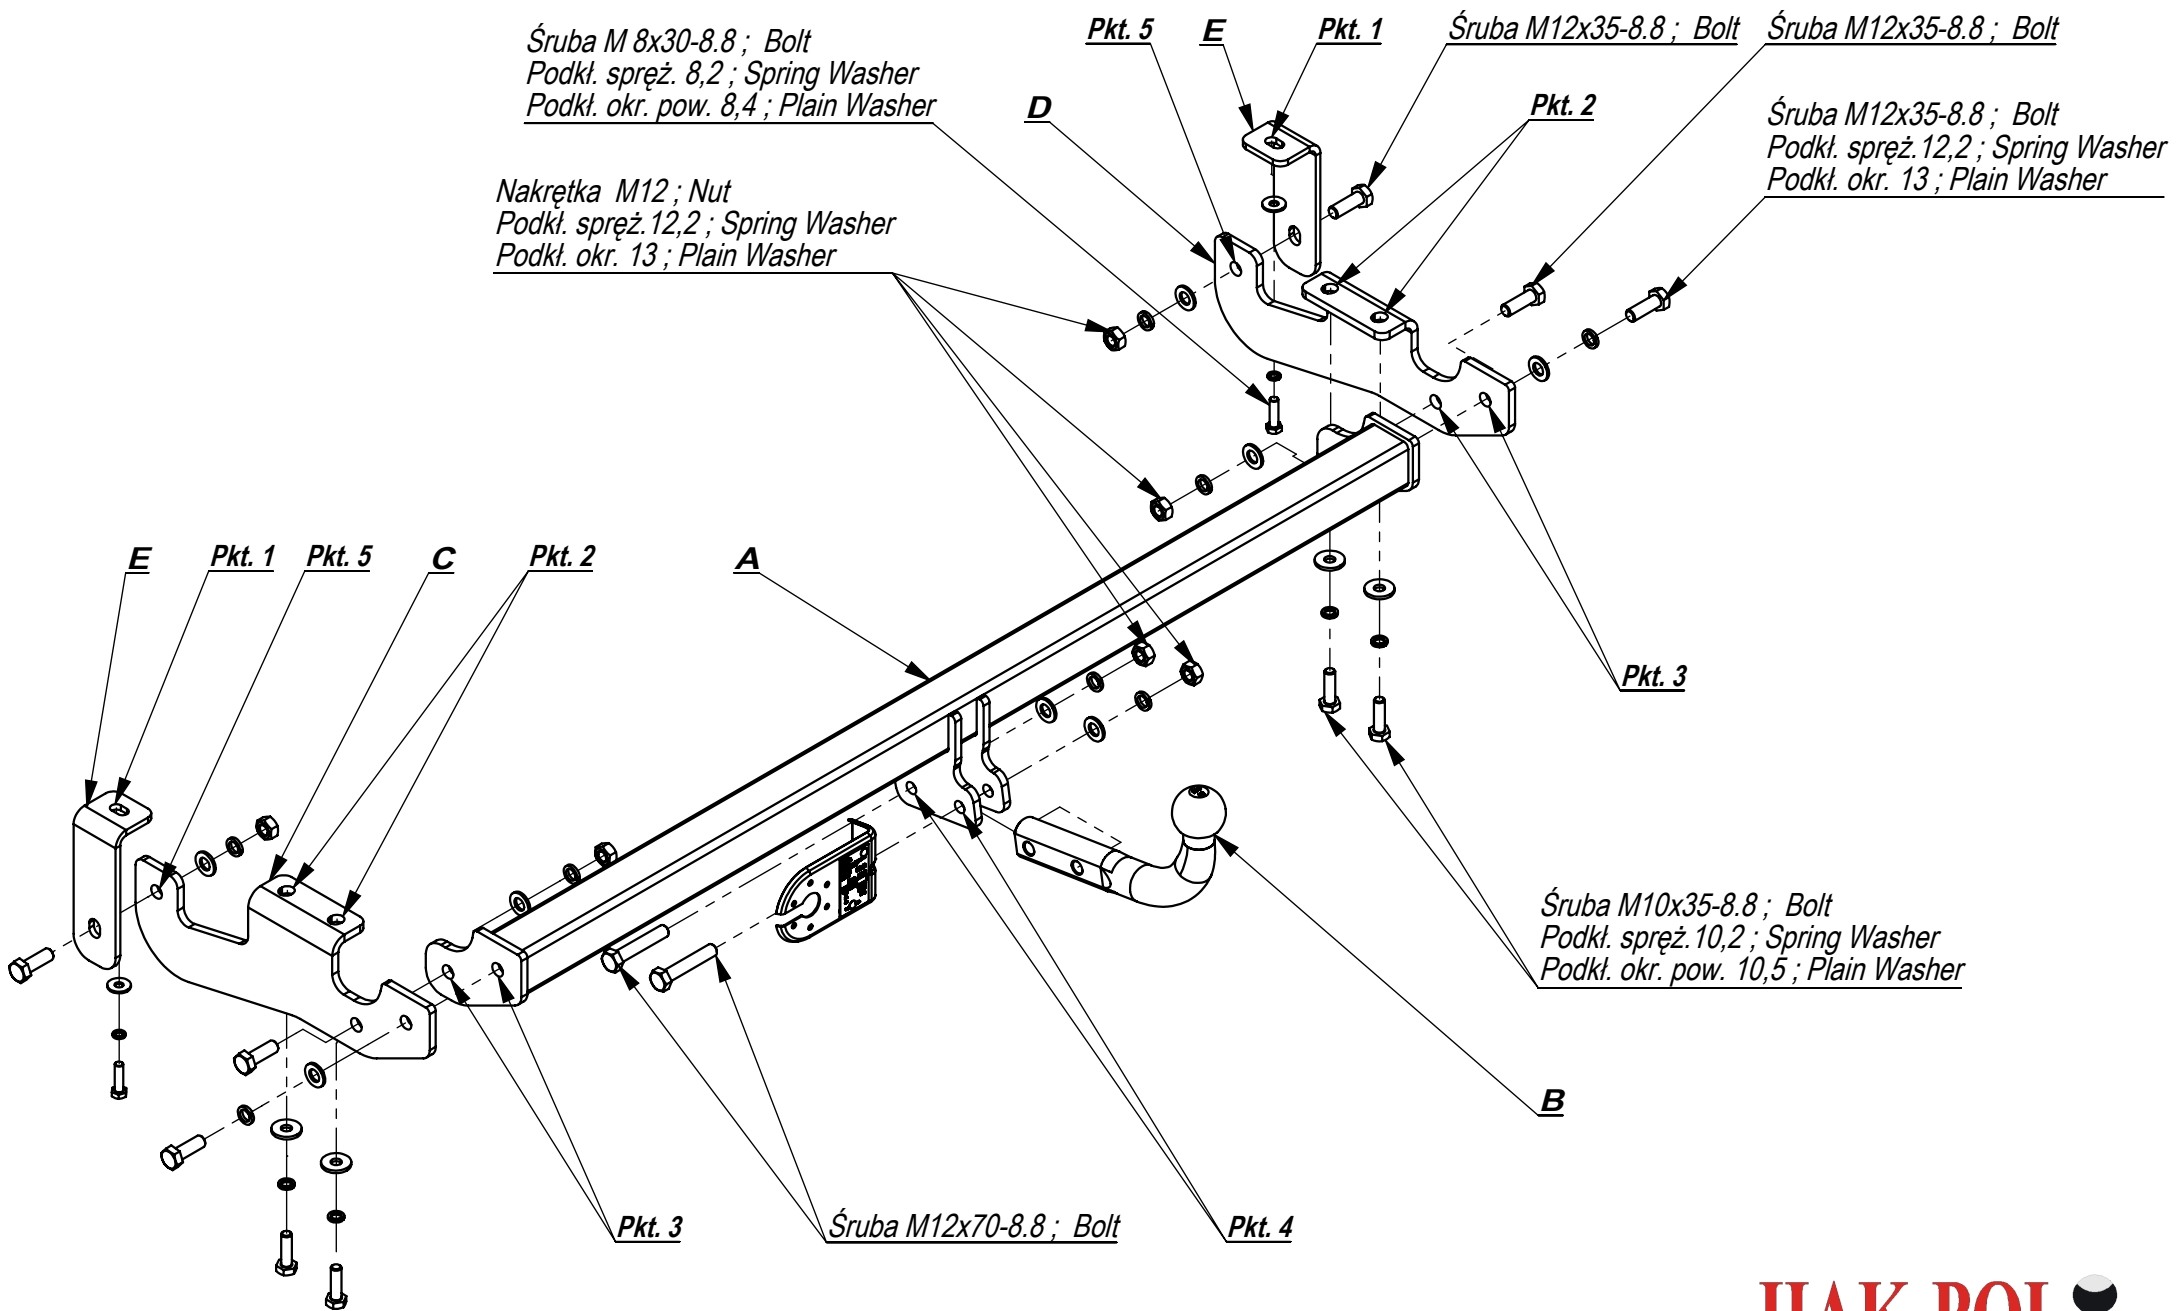 Śruba M 8x30-8.8 ; Bolt
Podkł. spręż. 8,2 ; Spring Washer
Podkł. okr. pow. 8,4 ; Plain Washer
Pkt. 5
E
Pkt. 1
Śruba M12x35-8.8 ; Bolt
Śruba M12x35-8.8 ; Bolt
D
Pkt. 2
Śruba M12x35-8.8 ; Bolt
Podkł. spręż.12,2 ; Spring Washer
Podkł. okr. 13 ; Plain Washer
Nakrętka M12 ; Nut
Podkł. spręż.12,2 ; Spring Washer
Podkł. okr. 13 ; Plain Washer
E
Pkt. 1
Pkt. 5
C
Pkt. 2
A
Pkt. 3
Śruba M10x35-8.8 ; Bolt
Podkł. spręż.10,2 ; Spring Washer
Podkł. okr. pow. 10,5 ; Plain Washer
B
Pkt. 3
Śruba M12x70-8.8 ; Bolt
Pkt. 4
HAK-POL